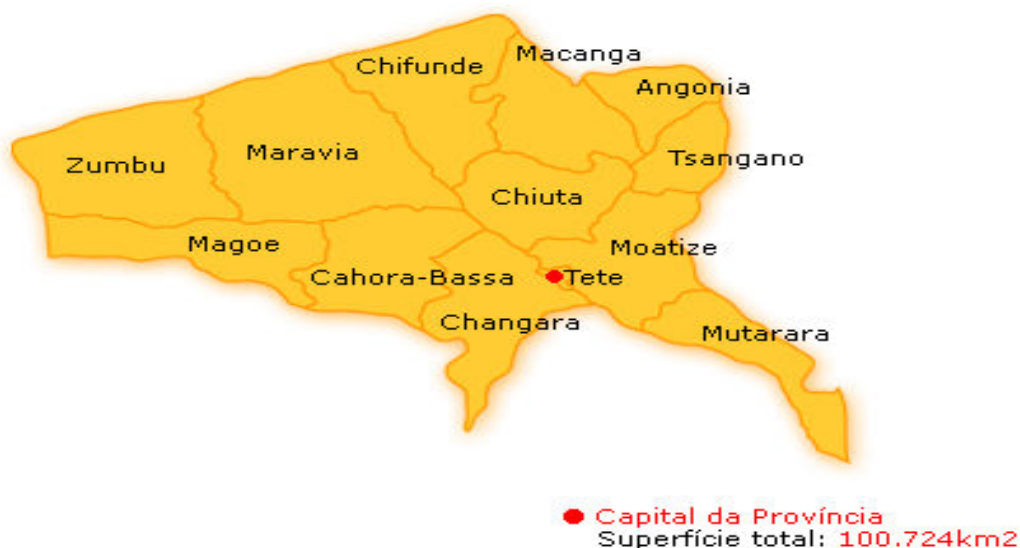 Macanga
Chifunde
Angonia
Maravia
Tsangano
Zumbu
Chiuta
Magoe
Moatize
Cahora-Bassa
Tete
Changara
Mutarara
Capital da Província
Superfície total: 100.724km2